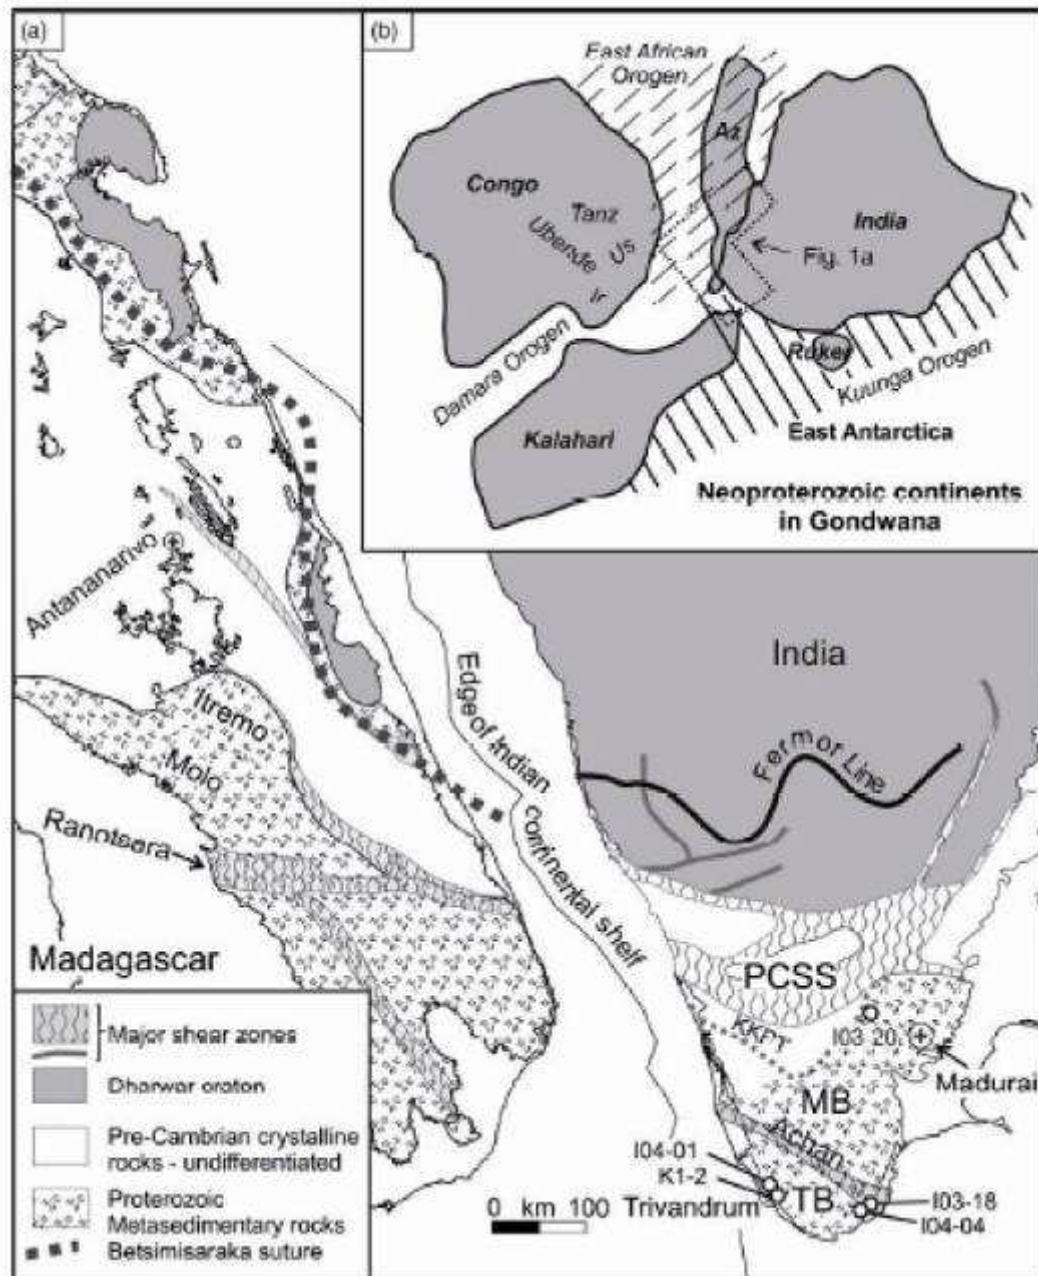 (a)
(b)
East African
Orogen
Az
Congo
Tanz
Ubende
Us
Ir
India
Fig. 1a
Damara Orogen
Ruker
Kuunga Orogen
Kalahari
East Antarctica
Neoproterozoic continents
in Gondwana
Antananarivo
Itremo
Molo
Ranotsara
Madagascar
Edge of Indian
continental shelf
India
Fermor Line
PCSS
KKPT
I03 20
Madurai
MB
Achan
I04-01
K1-2
TB
Trivandrum
I03-18
I04-04
0 km 100
Major shear zones
Dharwar craton
Pre-Cambrian crystalline
rocks - undifferentiated
Proterozoic
Metasedimentary rocks
Betsimisaraka suture